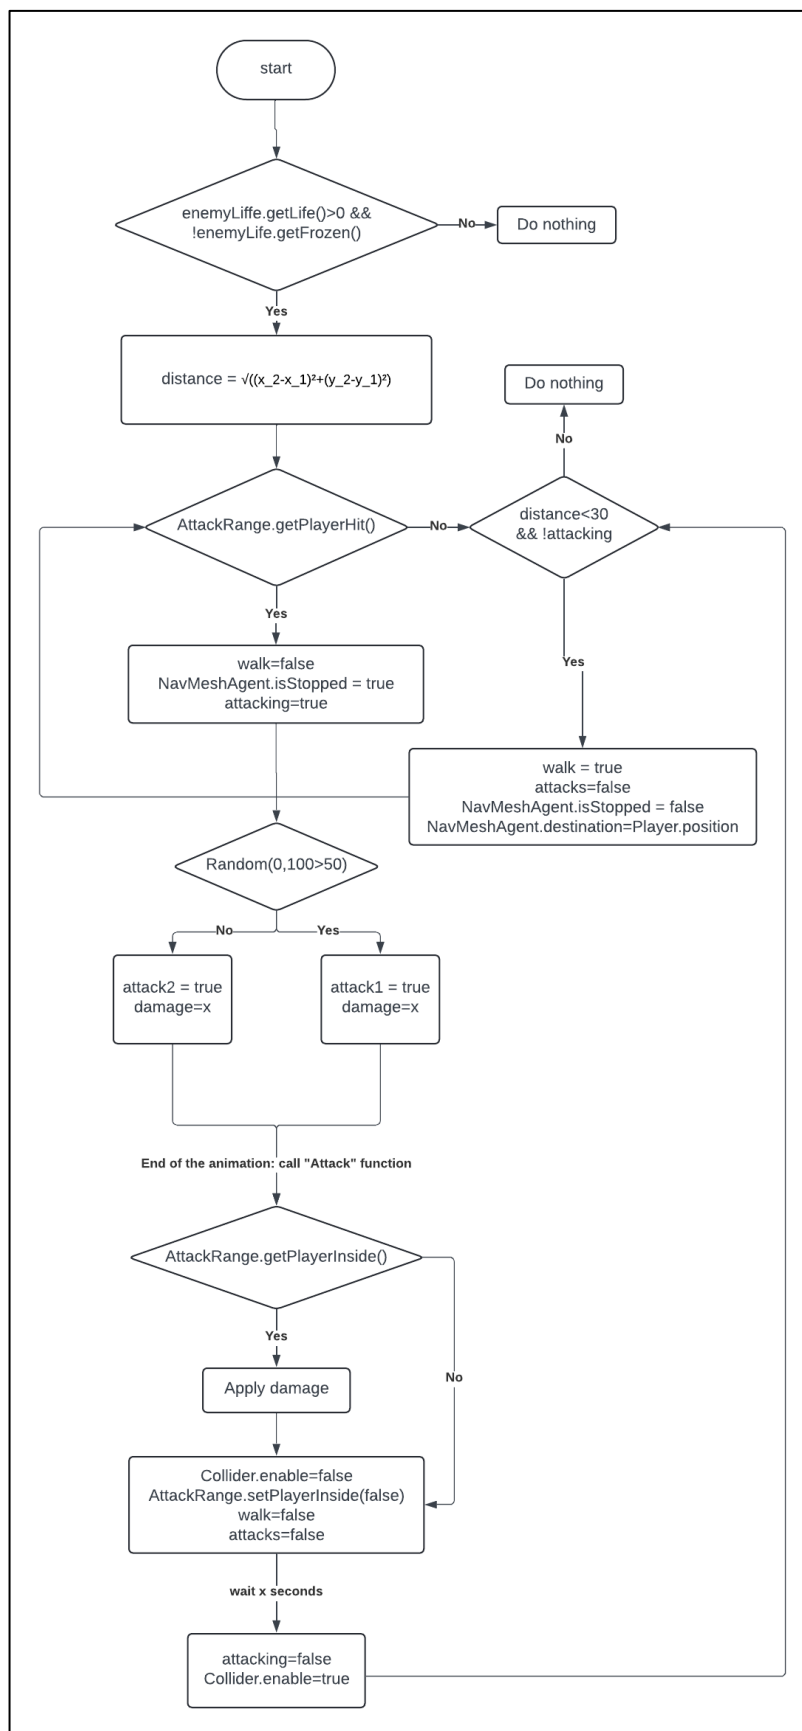 start
enemyLiffe.getLife()>0 &&
!enemyLife.getFrozen()
No
Do nothing
Yes
distance = √((x_2-x_1)²+(y_2-y_1)²)
Do nothing
No
AttackRange.getPlayerHit()
No
distance<30
&& !attacking
Yes
walk=false
NavMeshAgent.isStopped = true
attacking=true
Yes
walk = true
attacks=false
NavMeshAgent.isStopped = false
NavMeshAgent.destination=Player.position
Random(0,100>50)
No
Yes
attack2 = true
damage=x
attack1 = true
damage=x
End of the animation: call "Attack" function
AttackRange.getPlayerInside()
Yes
No
Apply damage
Collider.enable=false
AttackRange.setPlayerInside(false)
walk=false
attacks=false
wait x seconds
attacking=false
Collider.enable=true